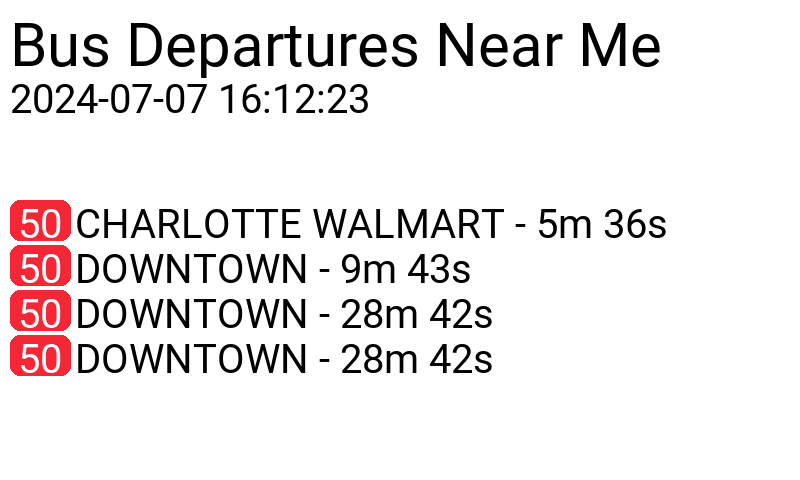 Bus Departures Near Me
2024-07-07 16:12:23
50 CHARLOTTE WALMART - 5m 36s
50 DOWNTOWN - 9m 43s
50 DOWNTOWN - 28m 42s
50 DOWNTOWN - 28m 42s